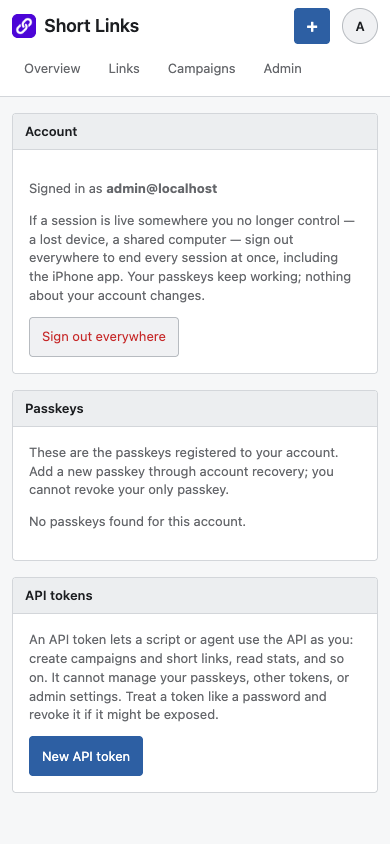 Short Links
+
A
Overview Links Campaigns Admin
Account
Signed in as admin@localhost
If a session is live somewhere you no longer control —
a lost device, a shared computer — sign out
everywhere to end every session at once, including
the iPhone app. Your passkeys keep working; nothing
about your account changes.
Sign out everywhere
Passkeys
These are the passkeys registered to your account.
Add a new passkey through account recovery; you
cannot revoke your only passkey.
No passkeys found for this account.
API tokens
An API token lets a script or agent use the API as you:
create campaigns and short links, read stats, and so
on. It cannot manage your passkeys, other tokens, or
admin settings. Treat a token like a password and
revoke it if it might be exposed.
New API token